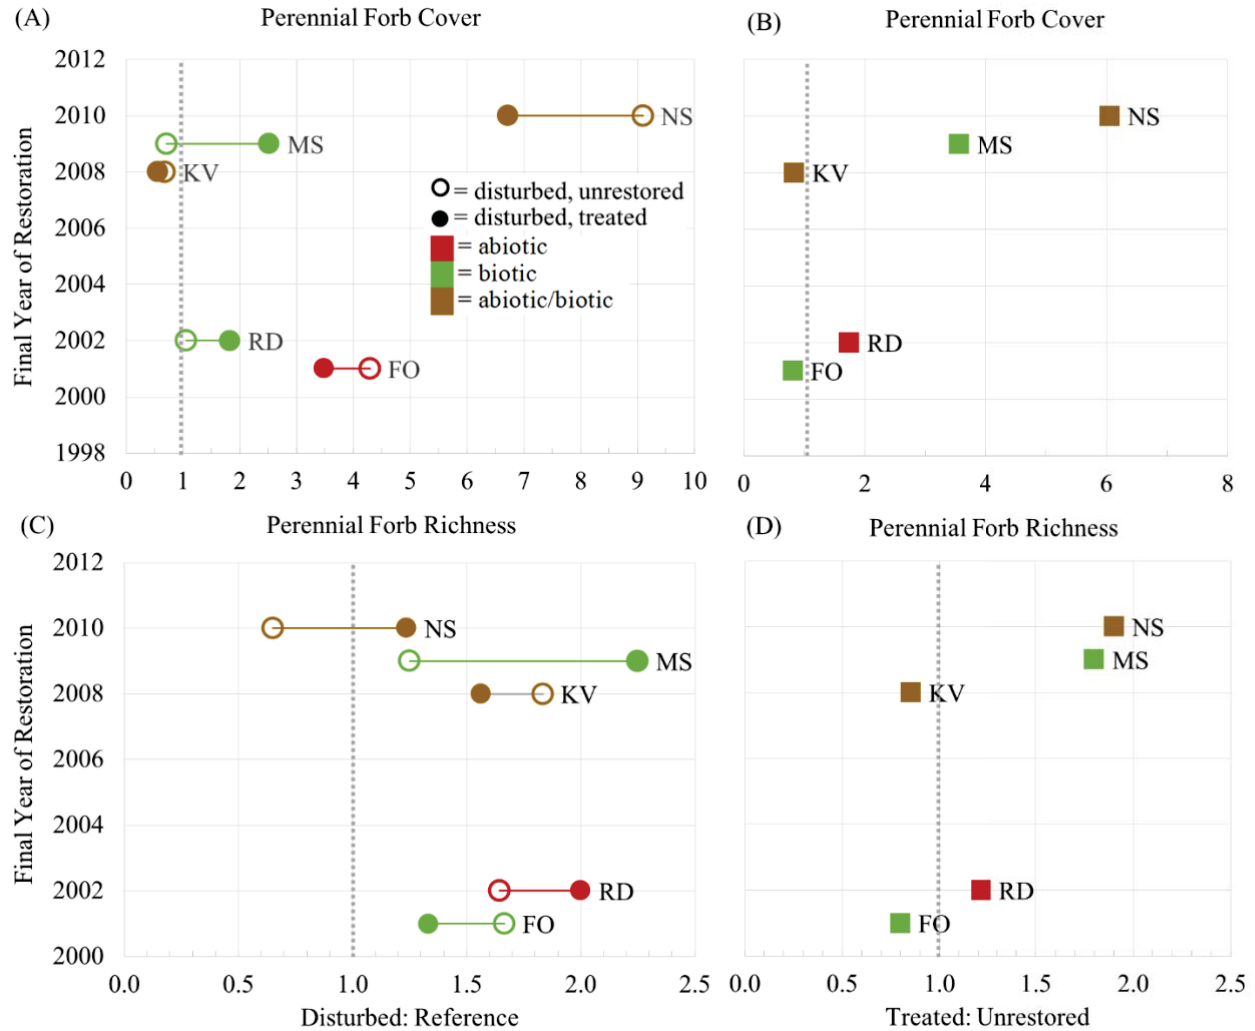 (A)
Perennial Forb Cover
Final Year of Restoration
2012
2010
2008
2006
2004
2002
2000
1998
NS
MS
KV
= disturbed, unrestored
= disturbed, treated
= abiotic
= biotic
= abiotic/biotic
RD
FO
0 1 2 3 4 5 6 7 8 9 10
(B)
Perennial Forb Cover
NS
MS
KV
RD
FO
0 2 4 6 8
(C)
Perennial Forb Richness
Final Year of Restoration
2012
2010
2008
2006
2004
2002
2000
NS
MS
KV
RD
FO
0.0 0.5 1.0 1.5 2.0 2.5
Disturbed: Reference
(D)
Perennial Forb Richness
NS
MS
KV
RD
FO
0.0 0.5 1.0 1.5 2.0 2.5
Treated: Unrestored